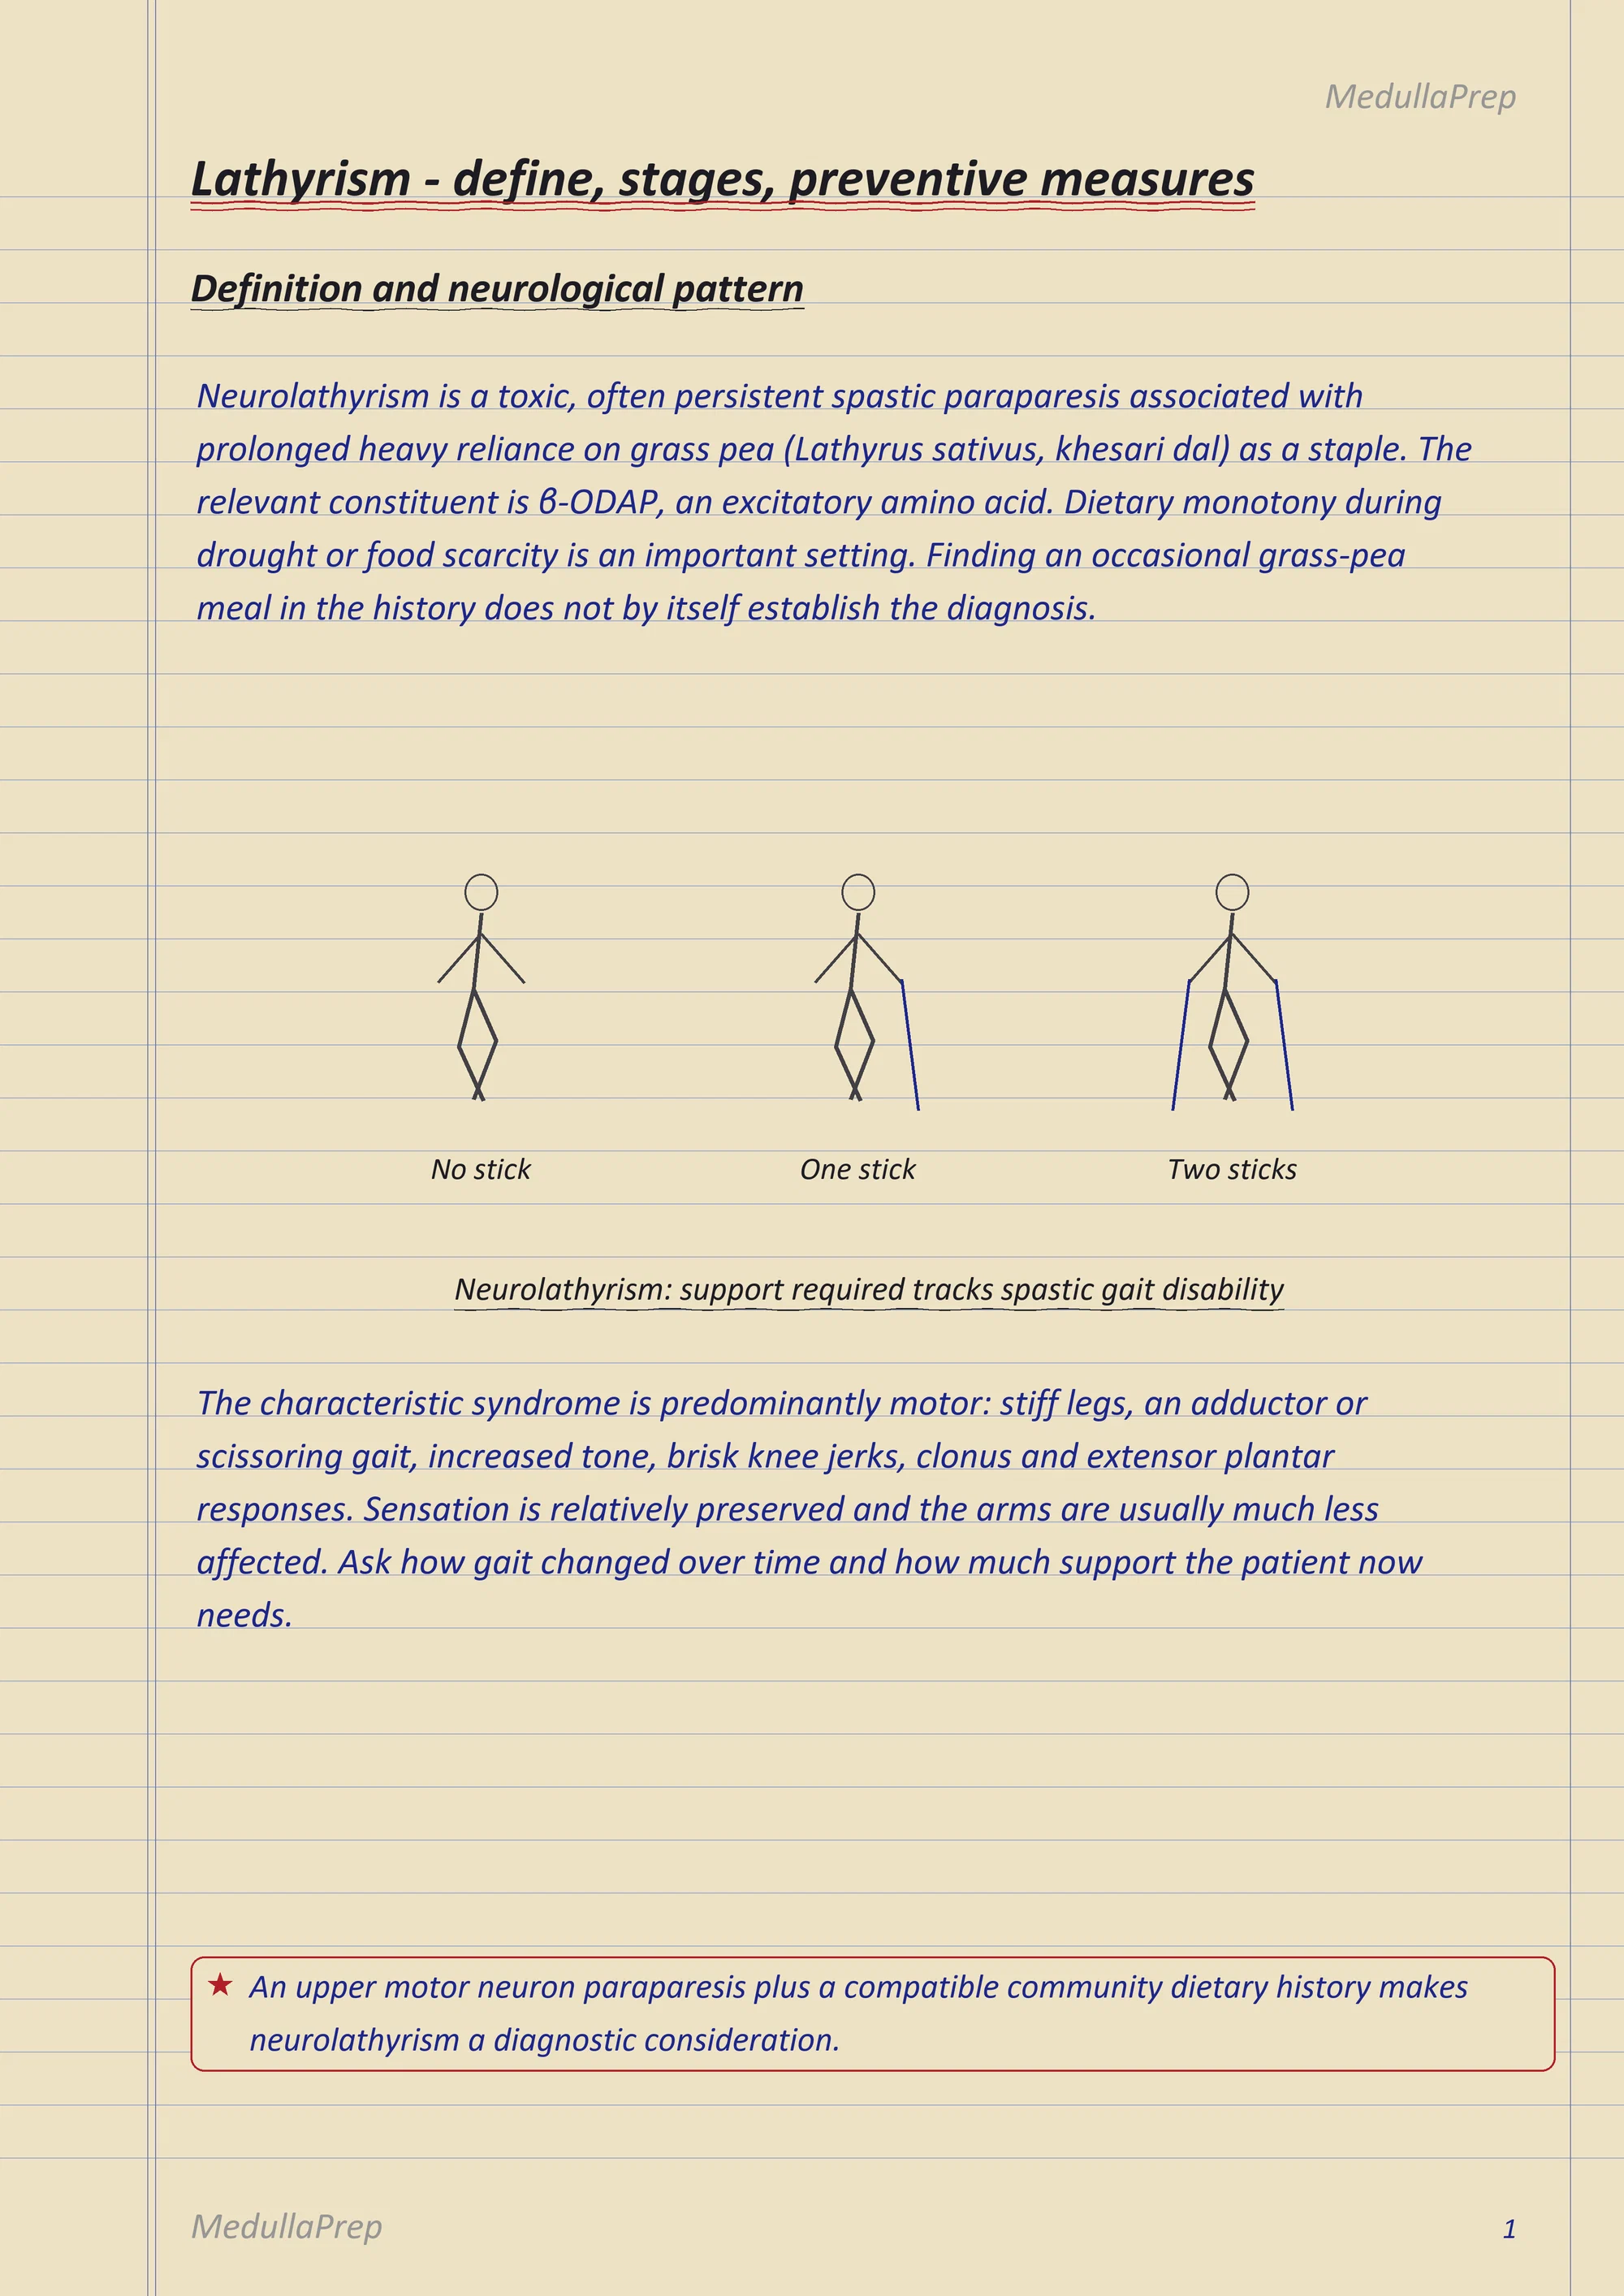 MedullaPrep
Lathyrism - define, stages, preventive measures
Definition and neurological pattern
Neurolathyrism is a toxic, often persistent spastic paraparesis associated with
prolonged heavy reliance on grass pea (Lathyrus sativus, khesari dal) as a staple. The
relevant constituent is β-ODAP, an excitatory amino acid. Dietary monotony during
drought or food scarcity is an important setting. Finding an occasional grass-pea
meal in the history does not by itself establish the diagnosis.
No stick
One stick
Two sticks
Neurolathyrism: support required tracks spastic gait disability
The characteristic syndrome is predominantly motor: stiff legs, an adductor or
scissoring gait, increased tone, brisk knee jerks, clonus and extensor plantar
responses. Sensation is relatively preserved and the arms are usually much less
affected. Ask how gait changed over time and how much support the patient now
needs.
★ An upper motor neuron paraparesis plus a compatible community dietary history makes
neurolathyrism a diagnostic consideration.
MedullaPrep
1